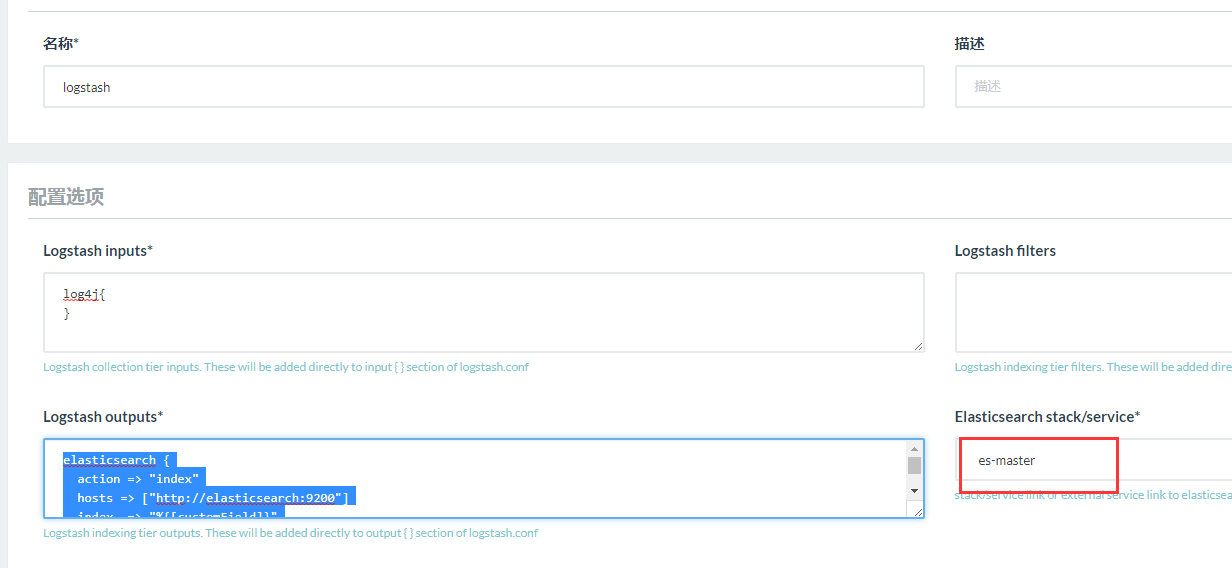 名称*
描述
logstash
描述
配置选项
Logstash inputs*
Logstash filters
log4j{
}
Logstash collection tier inputs. These will be added directly to input { } section of logstash.conf
Logstash indexing tier filters. These will be added dire
Logstash outputs*
Elasticsearch stack/service*
elasticsearch {
action => "index"
hosts => ["http://elasticsearch:9200"]
index => "%{[customField]}"
es-master
stack/service link or external service link to elasticsea
Logstash indexing tier outputs. These will be added directly to output { } section of logstash.conf